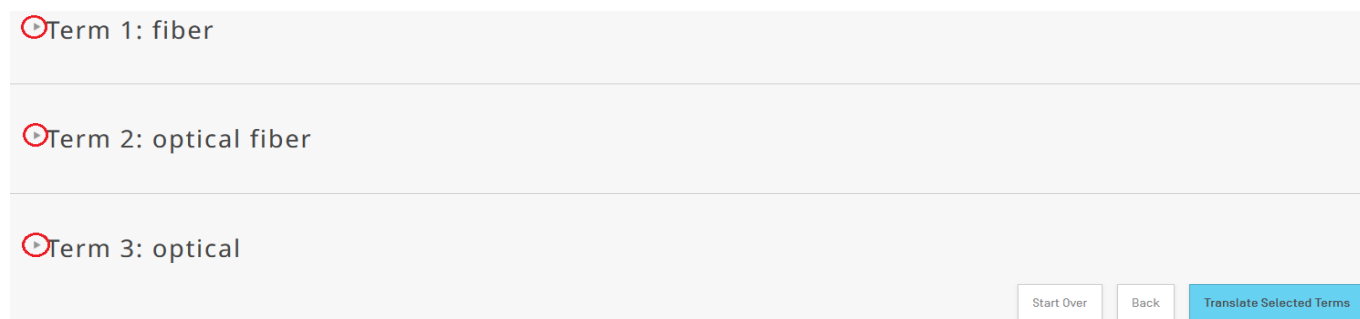 Term 1: fiber
Term 2: optical fiber
Term 3: optical
Start Over Back Translate Selected Terms